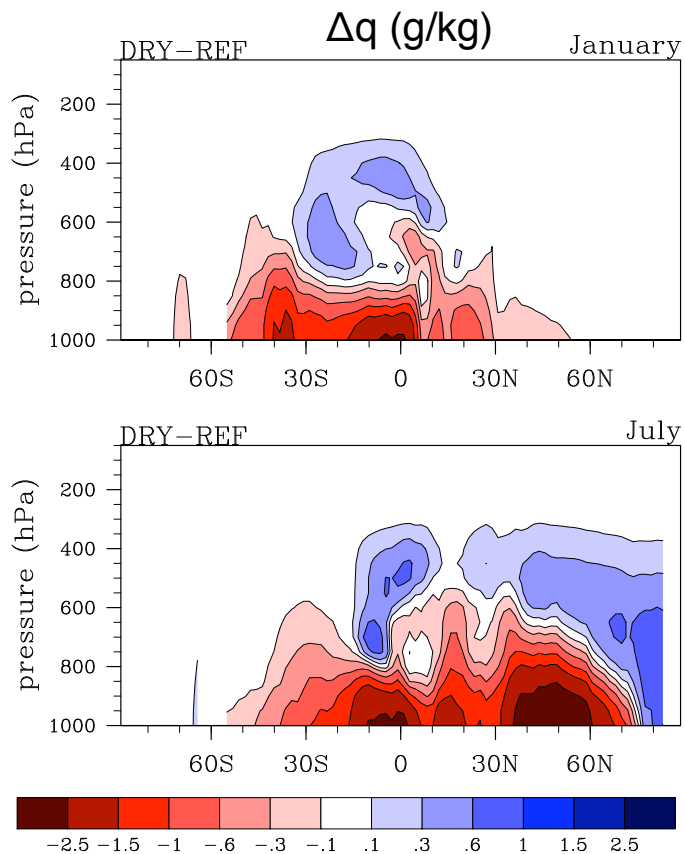 Δq (g/kg)
DRY-REF January
pressure (hPa)
200
400
600
800
1000
60S 30S 0 30N 60N
DRY-REF July
pressure (hPa)
200
400
600
800
1000
60S 30S 0 30N 60N
-2.5 -1.5 -1 -.6 -.3 -.1 .1 .3 .6 1 1.5 2.5